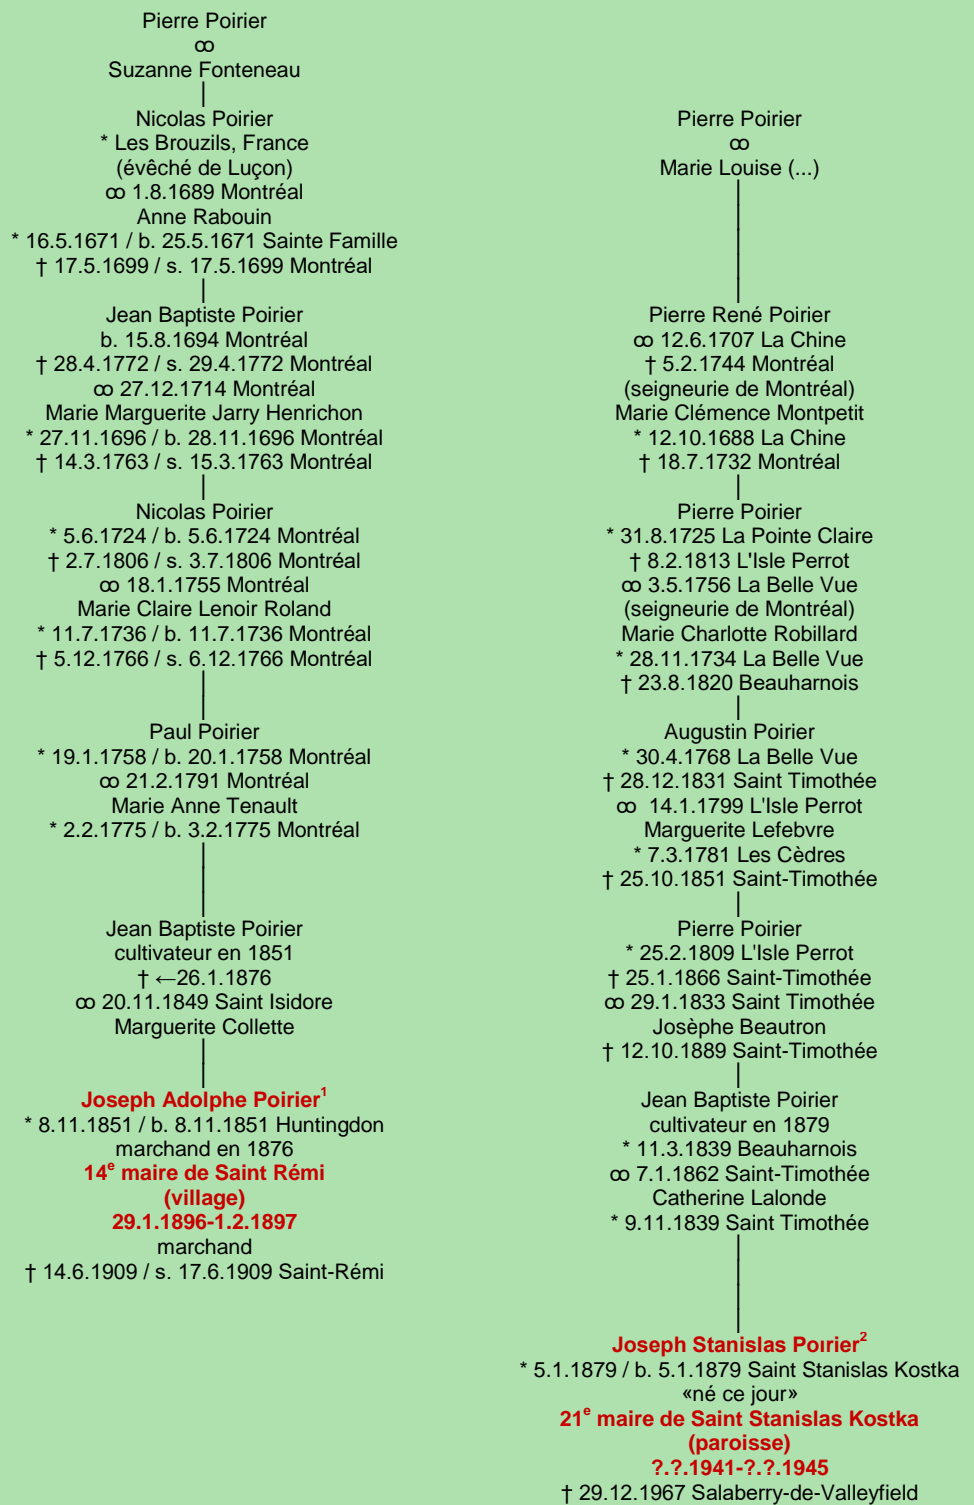 Pierre Poirier
ꝏ
Suzanne Fonteneau
Nicolas Poirier
* Les Brouzils, France
(évêché de Luçon)
ꝏ 1.8.1689 Montréal
Anne Rabouin
* 16.5.1671 / b. 25.5.1671 Sainte Famille
† 17.5.1699 / s. 17.5.1699 Montréal
Jean Baptiste Poirier
b. 15.8.1694 Montréal
† 28.4.1772 / s. 29.4.1772 Montréal
ꝏ 27.12.1714 Montréal
Marie Marguerite Jarry Henrichon
* 27.11.1696 / b. 28.11.1696 Montréal
† 14.3.1763 / s. 15.3.1763 Montréal
Nicolas Poirier
* 5.6.1724 / b. 5.6.1724 Montréal
† 2.7.1806 / s. 3.7.1806 Montréal
ꝏ 18.1.1755 Montréal
Marie Claire Lenoir Roland
* 11.7.1736 / b. 11.7.1736 Montréal
† 5.12.1766 / s. 6.12.1766 Montréal
Paul Poirier
* 19.1.1758 / b. 20.1.1758 Montréal
ꝏ 21.2.1791 Montréal
Marie Anne Tenault
* 2.2.1775 / b. 3.2.1775 Montréal
Jean Baptiste Poirier
cultivateur en 1851
† ←26.1.1876
ꝏ 20.11.1849 Saint Isidore
Marguerite Collette
Joseph Adolphe Poirier¹
* 8.11.1851 / b. 8.11.1851 Huntingdon
marchand en 1876
14e maire de Saint Rémi
(village)
29.1.1896-1.2.1897
marchand
† 14.6.1909 / s. 17.6.1909 Saint-Rémi
Pierre Poirier
ꝏ
Marie Louise (...)
Pierre René Poirier
ꝏ 12.6.1707 La Chine
† 5.2.1744 Montréal
(seigneurie de Montréal)
Marie Clémence Montpetit
* 12.10.1688 La Chine
† 18.7.1732 Montréal
Pierre Poirier
* 31.8.1725 La Pointe Claire
† 8.2.1813 L'Isle Perrot
ꝏ 3.5.1756 La Belle Vue
(seigneurie de Montréal)
Marie Charlotte Robillard
* 28.11.1734 La Belle Vue
† 23.8.1820 Beauharnois
Augustin Poirier
* 30.4.1768 La Belle Vue
† 28.12.1831 Saint Timothée
ꝏ 14.1.1799 L'Isle Perrot
Marguerite Lefebvre
* 7.3.1781 Les Cèdres
† 25.10.1851 Saint-Timothée
Pierre Poirier
* 25.2.1809 L'Isle Perrot
† 25.1.1866 Saint-Timothée
ꝏ 29.1.1833 Saint Timothée
Josèphe Beautron
† 12.10.1889 Saint-Timothée
Jean Baptiste Poirier
cultivateur en 1879
* 11.3.1839 Beauharnois
ꝏ 7.1.1862 Saint-Timothée
Catherine Lalonde
* 9.11.1839 Saint Timothée
Joseph Stanislas Poırier²
* 5.1.1879 / b. 5.1.1879 Saint Stanislas Kostka
«né ce jour»
21e maire de Saint Stanislas Kostka
(paroisse)
?.?.1941-?.?.1945
† 29.12.1967 Salaberry-de-Valleyfield